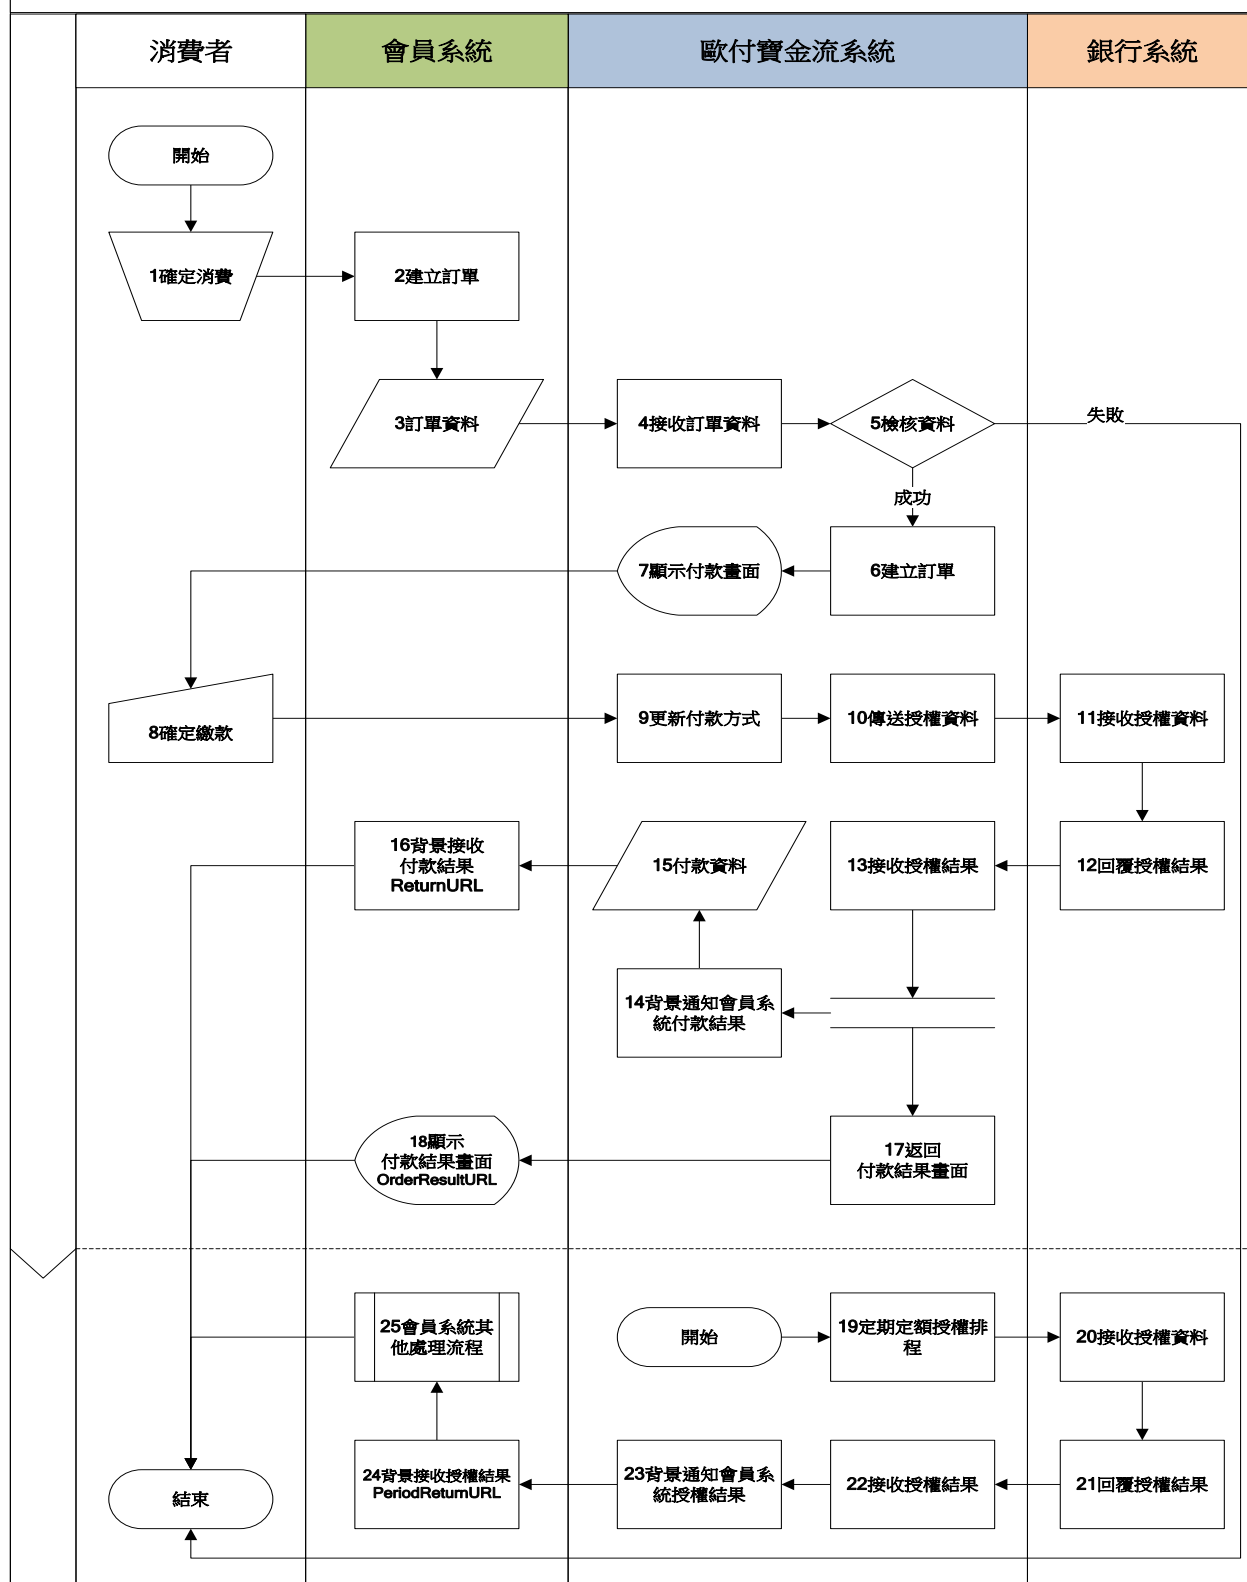 消費者
會員系統
歐付寶金流系統
銀行系統
開始
1確定消費
2建立訂單
3訂單資料
4接收訂單資料
5檢核資料
失敗
成功
7顯示付款畫面
6建立訂單
8確定繳款
9更新付款方式
10傳送授權資料
11接收授權資料
16背景接收
付款結果
ReturnURL
15付款資料
13接收授權結果
12回覆授權結果
14背景通知會員系
統付款結果
18顯示
付款結果畫面
OrderResultURL
17返回
付款結果畫面
25會員系統其
他處理流程
開始
19定期定額授權排
程
20接收授權資料
結束
24背景接收授權結果
PeriodReturnURL
23背景通知會員系
統授權結果
22接收授權結果
21回覆授權結果